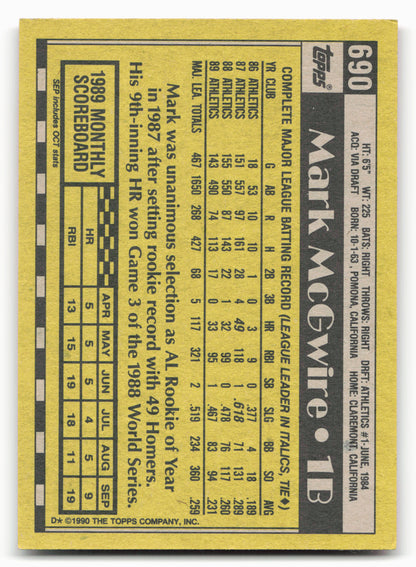 690
Topps®
Mark McGwire • 1B
HT: 6'5" WT: 225 BATS: RIGHT THROWS: RIGHT DRFT: ATHLETICS #1-JUNE, 1984
ACQ: VIA DRAFT BORN: 10-1-63, POMONA, CALIFORNIA HOME: CLAREMONT, CALIFORNIA
COMPLETE MAJOR LEAGUE BATTING RECORD (LEAGUE LEADER IN ITALICS, TIE♦)
YR CLUB G AB R H 2B 3B HR RB SB SLG BB SO AVG
86 ATHLETICS 18 53 10 10 1 0 3 9 0 .377 4 18 .189
87 ATHLETICS 151 557 97 161 28 4 49 118 1 .618 71 131 .289
88 ATHLETICS 155 550 87 143 22 1 32 99 0 .478 76 117 .260
89 ATHLETICS 143 490 74 113 17 0 33 95 1 .467 83 94 .231
MAJ. LEA. TOTALS 467 1650 268 427 68 5 117 321 2 .519 234 360 .259
Mark was unanimous selection as AL Rookie of Year
in 1987 after setting rookie record with 49 Homers.
His 9th-inning HR won Game 3 of the 1988 World Series.
1989 MONTHLY
SCOREBOARD
APR MAY JUN JUL AUG SEP
HR 5 5 5 4 5 9
RBI 13 15 19 14 15 19
SEP includes OCT stats
D★ ©1990 THE TOPPS COMPANY, INC.